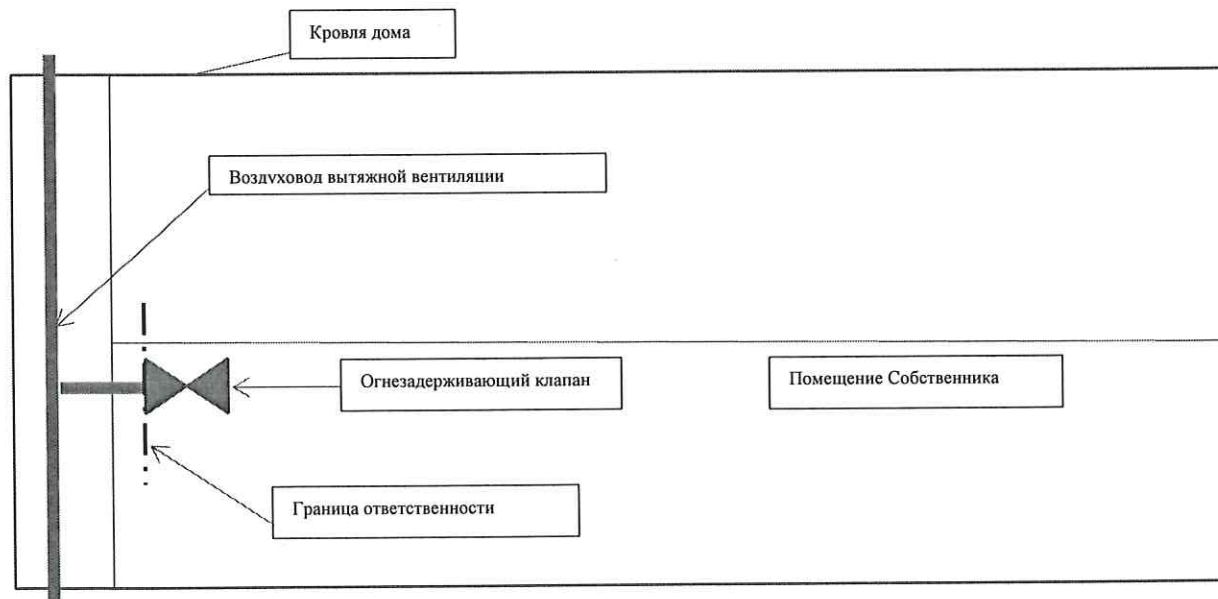 Кровля дома
Воздуховод вытяжной вентиляции
Огнезадерживающий клапан
Помещение Собственника
Граница ответственности